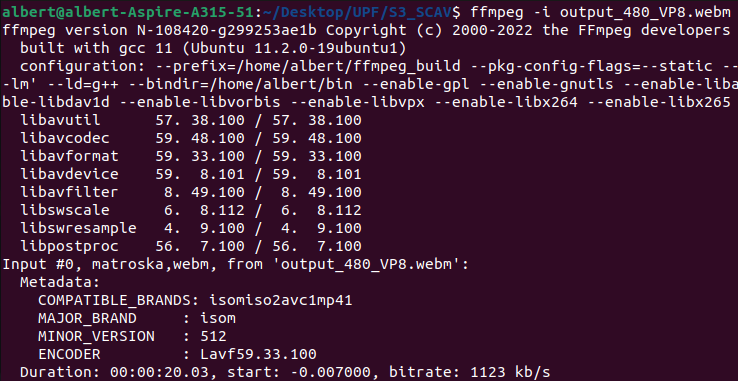 albert@albert-Aspire-A315-51:~/Desktop/UPF/S3_SCAV$ ffmpeg -i output_480_VP8.webm
ffmpeg version N-108420-g299253ae1b Copyright (c) 2000-2022 the FFmpeg developers
  built with gcc 11 (Ubuntu 11.2.0-19ubuntu1)
  configuration: --prefix=/home/albert/ffmpeg_build --pkg-config-flags=--static --
-lm' --ld=g++ --bindir=/home/albert/bin --enable-gpl --enable-gnutls --enable-liba
ble-libdav1d --enable-libvorbis --enable-libvpx --enable-libx264 --enable-libx265
  libavutil      57. 38.100 / 57. 38.100
  libavcodec     59. 48.100 / 59. 48.100
  libavformat    59. 33.100 / 59. 33.100
  libavdevice    59.  8.101 / 59.  8.101
  libavfilter     8. 49.100 /  8. 49.100
  libswscale      6.  8.112 /  6.  8.112
  libswresample   4.  9.100 /  4.  9.100
  libpostproc    56.  7.100 / 56.  7.100
Input #0, matroska,webm, from 'output_480_VP8.webm':
  Metadata:
    COMPATIBLE_BRANDS: isomiso2avc1mp41
    MAJOR_BRAND     : isom
    MINOR_VERSION   : 512
    ENCODER         : Lavf59.33.100
  Duration: 00:00:20.03, start: -0.007000, bitrate: 1123 kb/s